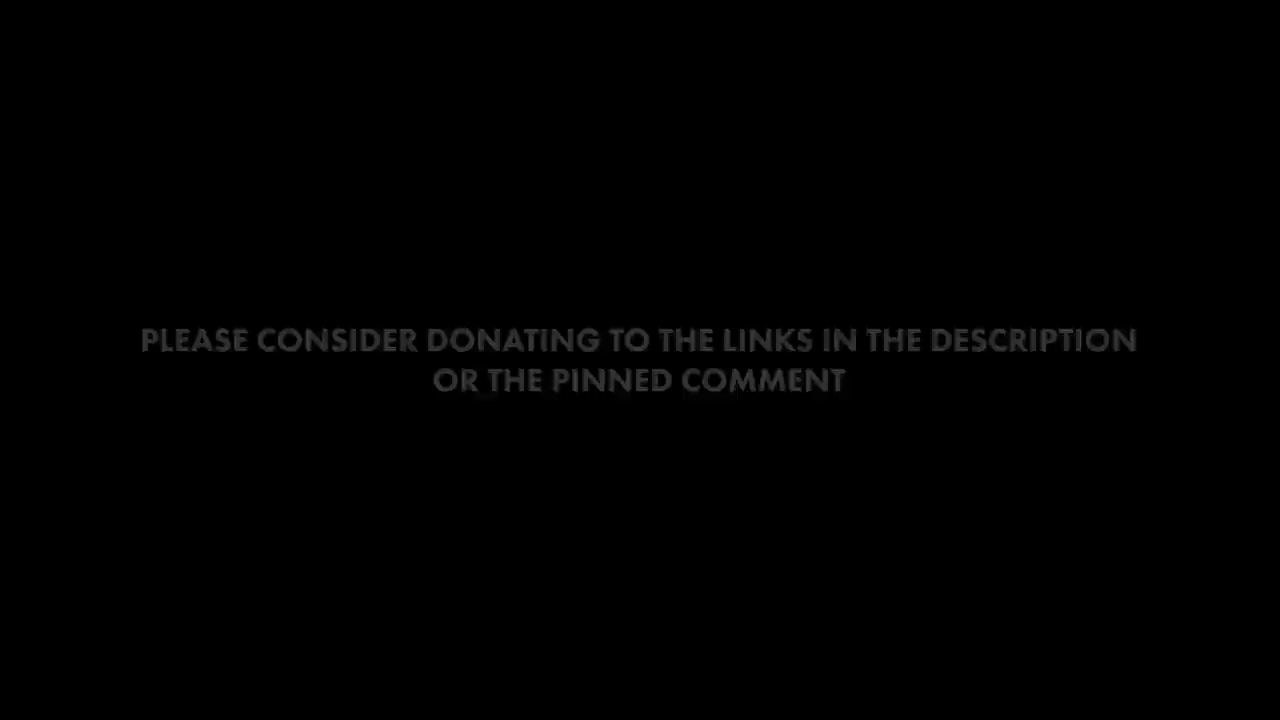 PLEASE CONSIDER DONATING TO THE LINKS IN THE DESCRIPTION
OR THE PINNED COMMENT